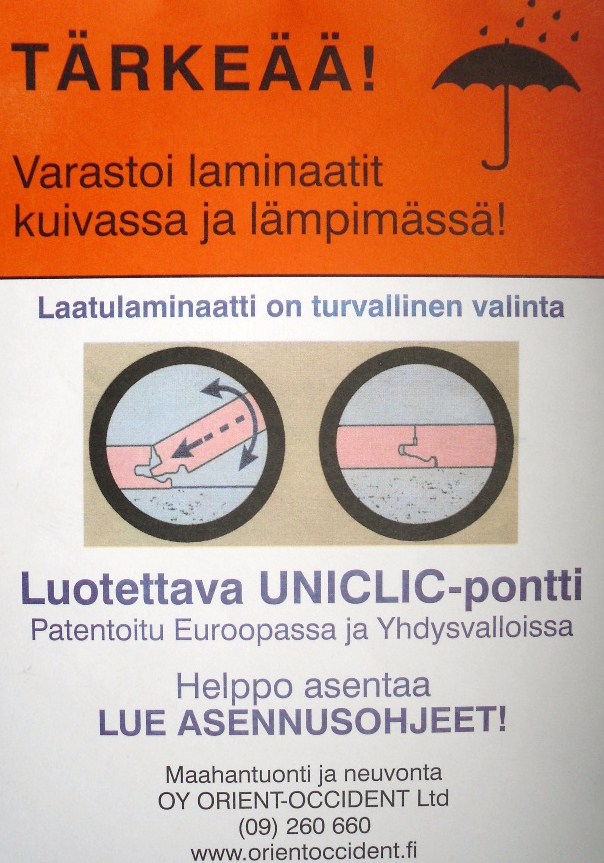 TÄRKEÄÄ!
Varastoi laminaatit
kuivassa ja lämpimässä!
Laatulaminaatti on turvallinen valinta
Luotettava UNICLIC-pontti
Patentoitu Euroopassa ja Yhdysvalloissa
Helppo asentaa
LUE ASENNUSOHJEET!
Maahantuonti ja neuvonta
OY ORIENT-OCCIDENT Ltd
(09) 260 660
www.orientoccident.fi